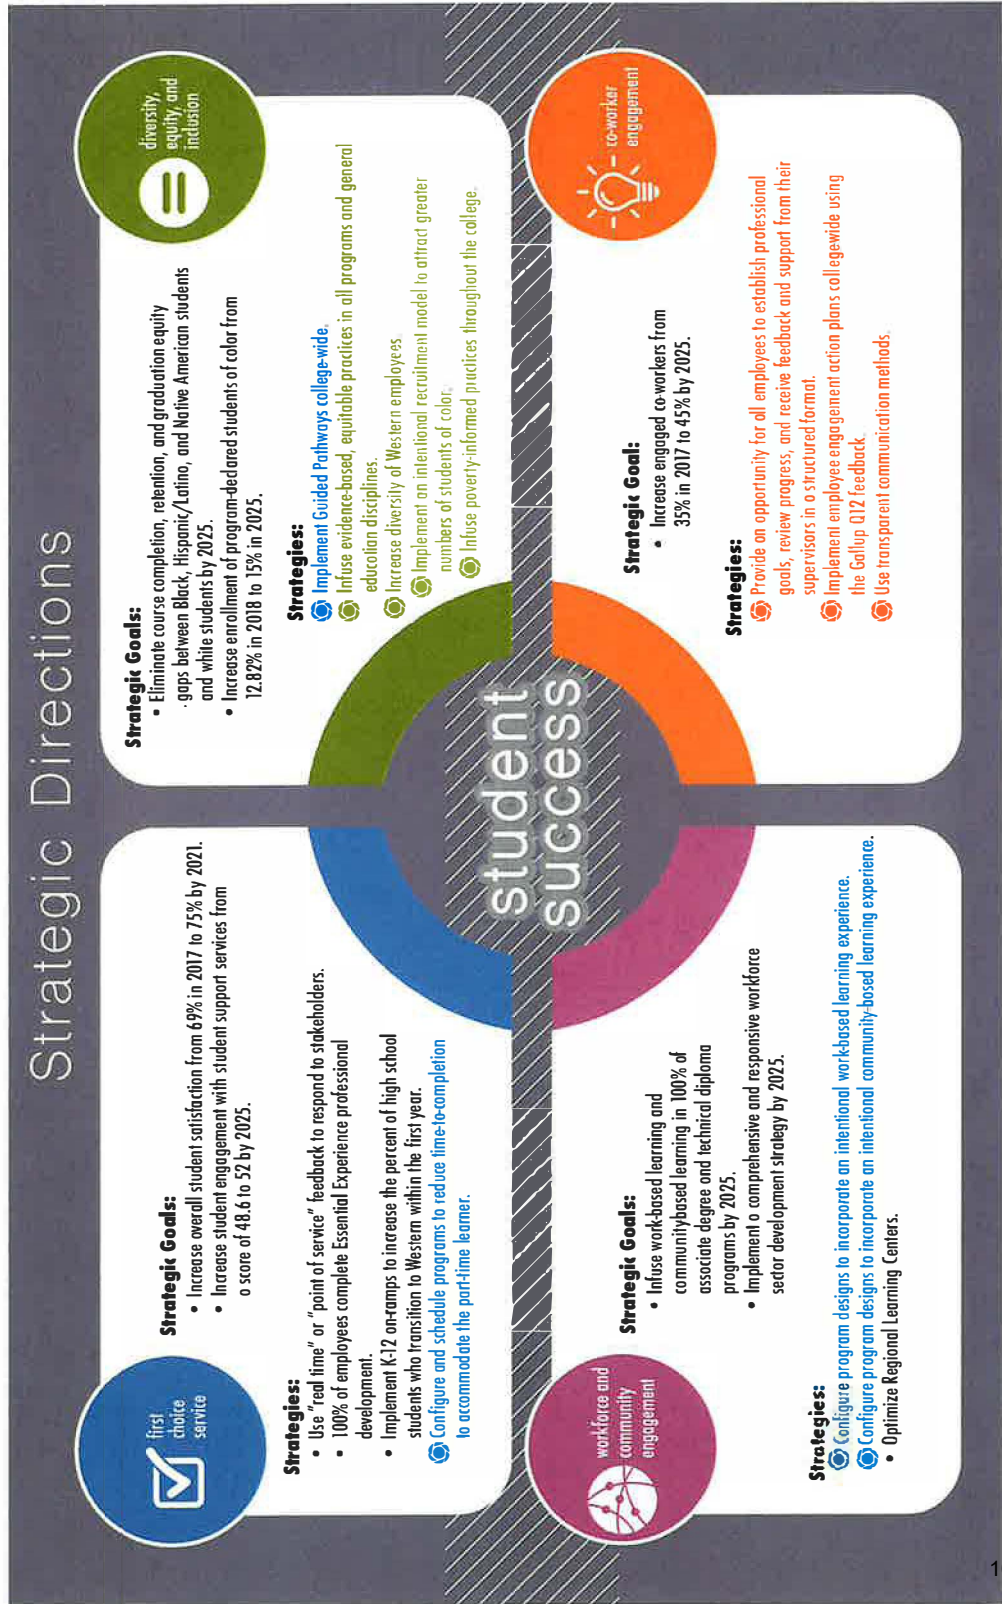 Strategic Directions
first
choice
service
Strategic Goals:
• Increase overall student satisfaction from 69% in 2017 to 75% by 2021.
• Increase student engagement with student support services from
o score of 48.6 to 52 by 2025.
Strategies:
• Use "real time" or "point of service" feedback to respond to stakeholders.
• 100% of employees complete Essential Experience professional
development.
• Implement K-12 on-ramps to increase the percent of high school
students who transition to Western within the first year.
Configure and schedule programs to reduce time-to-completion
to accommodate the part-time learner.
diversity,
equity, and
inclusion
Strategic Goals:
• Eliminate course completion, retention, and graduation equity
. gaps between Black, Hispanic/Latino, and Native American students
and white students by 2025.
• Increase enrollment of program-declared students of color from
12.82% in 2018 to 15% in 2025.
Strategies:
Implement Guided Pathways college-wide.
Infuse evidence-based, equitable practices in all programs and general
education disciplines.
Increase diversity of Western employees.
Implement an intentional recruitment model to attract greater
numbers of students of color.
Infuse poverty-informed practices throughout the college.
student
success
workforce and
community
engagement
Strategic Goals:
• Infuse work-based learning and
communitybased learning in 100% of
associate degree and technical diploma
programs by 2025.
• Implement o comprehensive and responsive workforce
sector development strategy by 2025.
Strategies:
Configure program designs to incorporate an intentional work-based learning experience.
Configure program designs to incorporate an intentional community-bosed learning experience.
• Optimize Regional Learning Centers.
co-worker
engagement
Strategic Goal:
• Increase engaged co-workers from
35% in 2017 to 45% by 2025.
Strategies:
Provide on opportunity for all employees to establish professional
goals, review progress, and receive feedback and support from their
supervisors in a structured format.
Implement employee engagement action plans collegewide using
the Gallup Q12 feedback.
Use transparent communication methods.
1